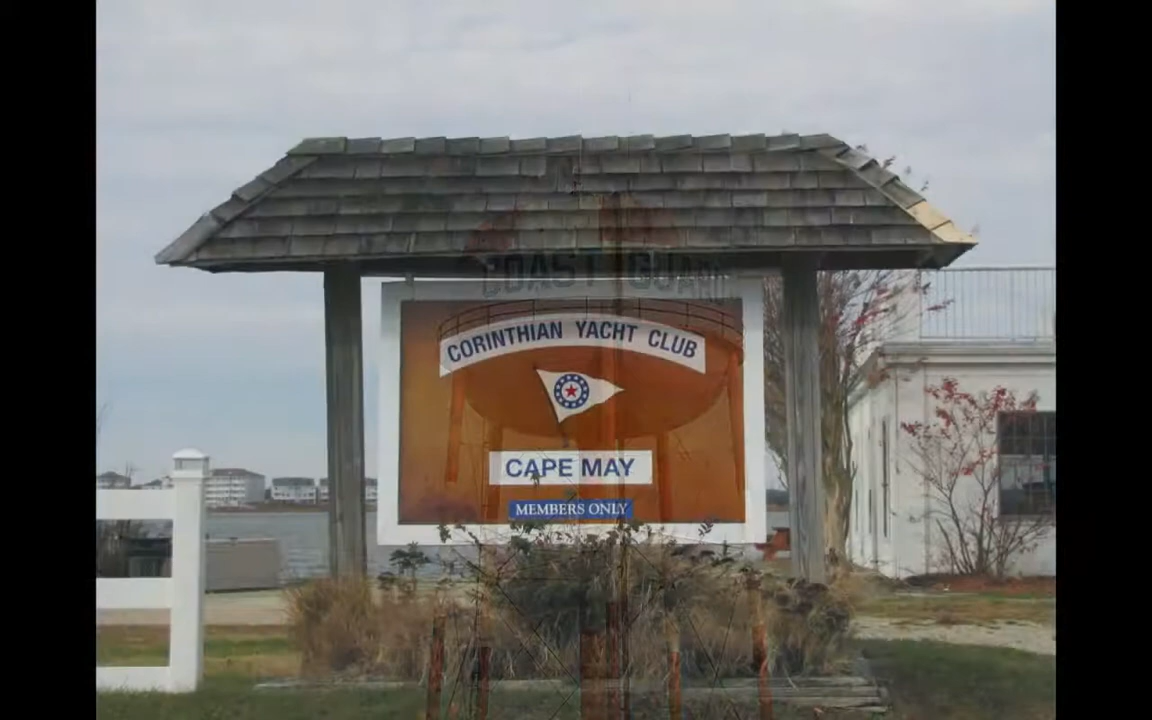 COAST GUARD
CORINTHIAN YACHT CLUB
CAPE MAY
MEMBERS ONLY